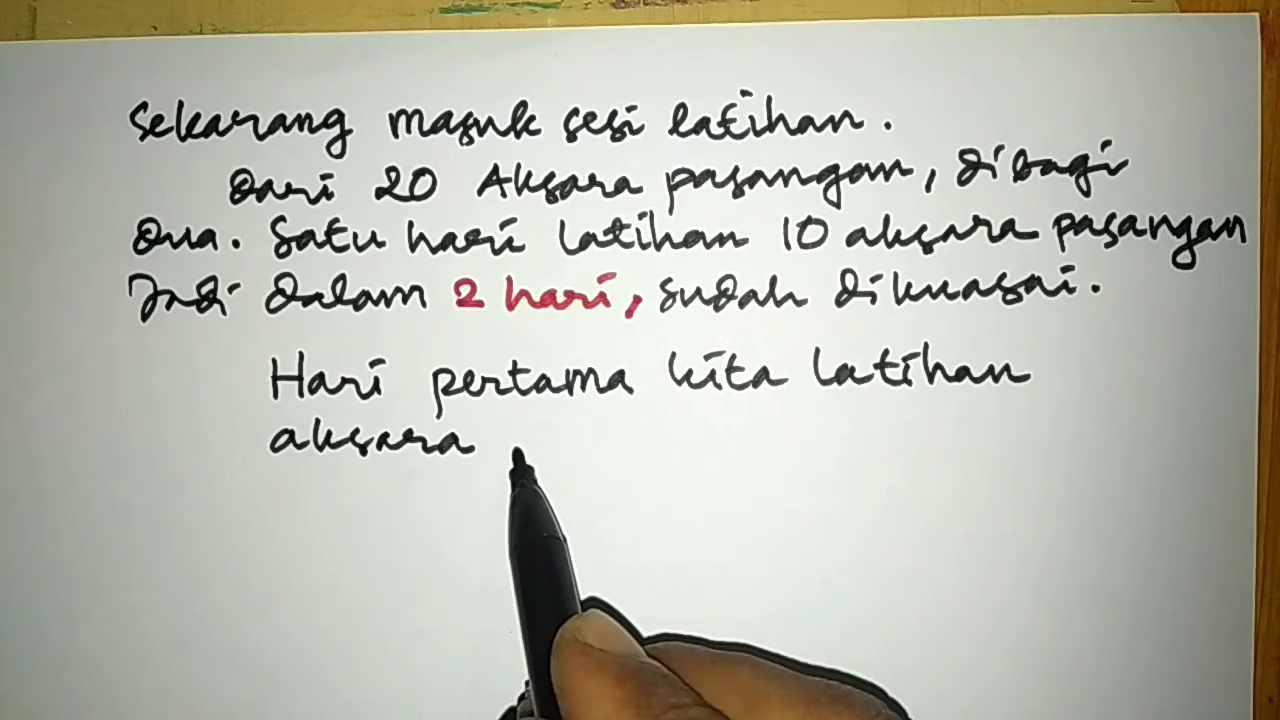 Sekarang masuk sesi latihan.
Dari 20 Aksara pasangan, dibagi
dua. Satu hari latihan 10 aksara pasangan
Jadi dalam 2 hari, sudah dikuasai.
Hari pertama kita latihan
aksara